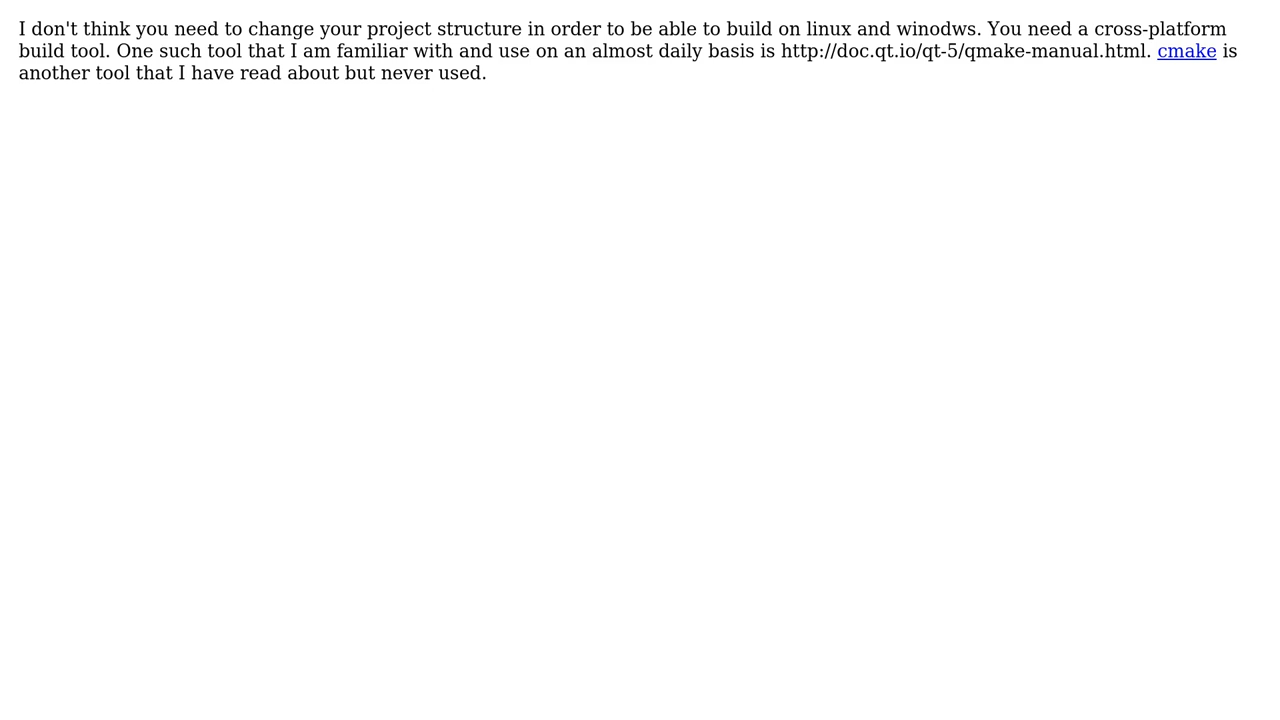 I don't think you need to change your project structure in order to be able to build on linux and winodws. You need a cross-platform
build tool. One such tool that I am familiar with and use on an almost daily basis is http://doc.qt.io/qt-5/qmake-manual.html. cmake is
another tool that I have read about but never used.